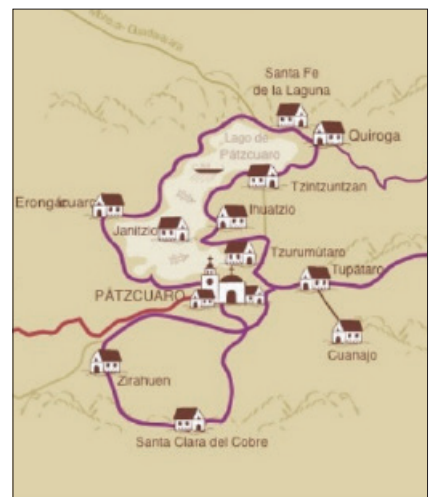 Santa Fe
de la Laguna
Quiroga
Lago de
Pátzcuaro
Tzintzuntzan
Erongarícuaro
Ihuatzio
Janitzio
Tzurumútaro
Tupátaro
PÁTZCUARO
Cuanajo
Zirahuen
Santa Clara del Cobre